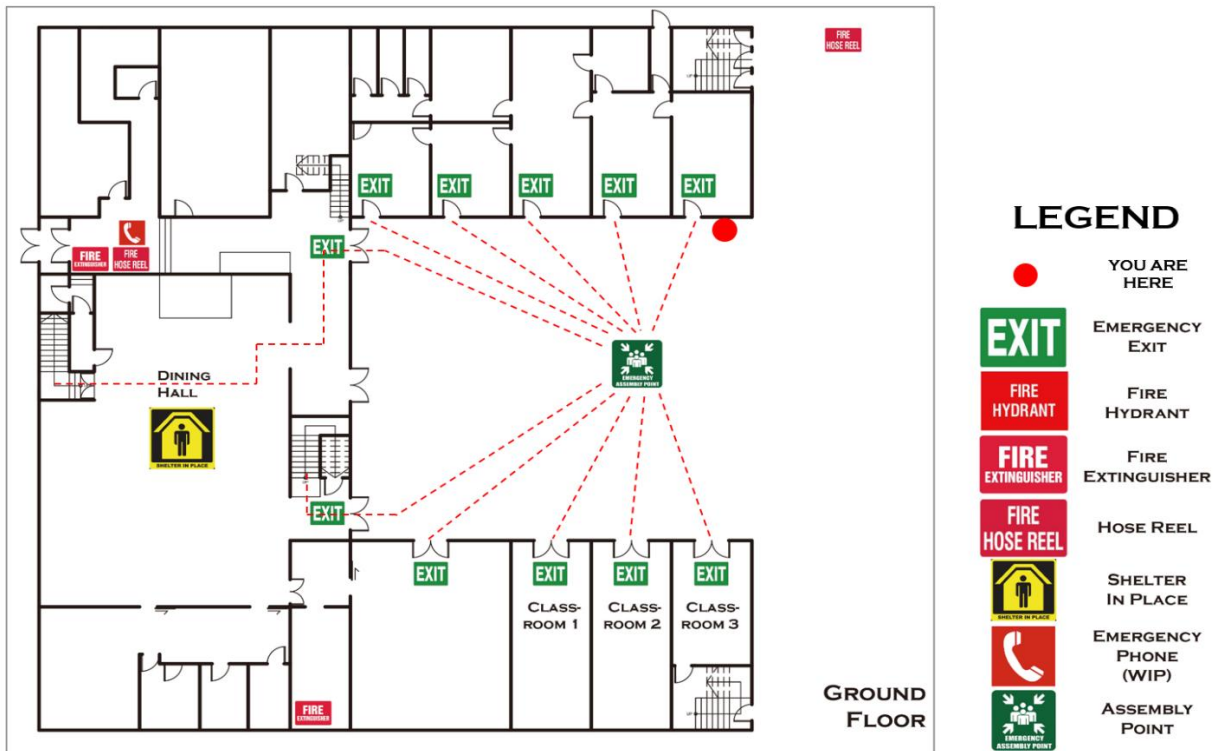 FIRE
HOSE REEL
EXIT
EXIT
EXIT
EXIT
EXIT
FIRE
EXTINGUISHER
FIRE
HOSE REEL
EXIT
EMERGENCY
ASSEMBLY POINT
DINING
HALL
SHELTER IN PLACE
EXIT
EXIT
EXIT
EXIT
EXIT
CLASS-
ROOM 1
CLASS-
ROOM 2
CLASS-
ROOM 3
FIRE
EXTINGUISHER
GROUND
FLOOR
LEGEND
YOU ARE
HERE
EXIT
EMERGENCY
EXIT
FIRE
HYDRANT
FIRE
HYDRANT
FIRE
EXTINGUISHER
FIRE
EXTINGUISHER
FIRE
HOSE REEL
HOSE REEL
SHELTER IN PLACE
SHELTER
IN PLACE
EMERGENCY
PHONE
(WIP)
EMERGENCY
ASSEMBLY POINT
ASSEMBLY
POINT